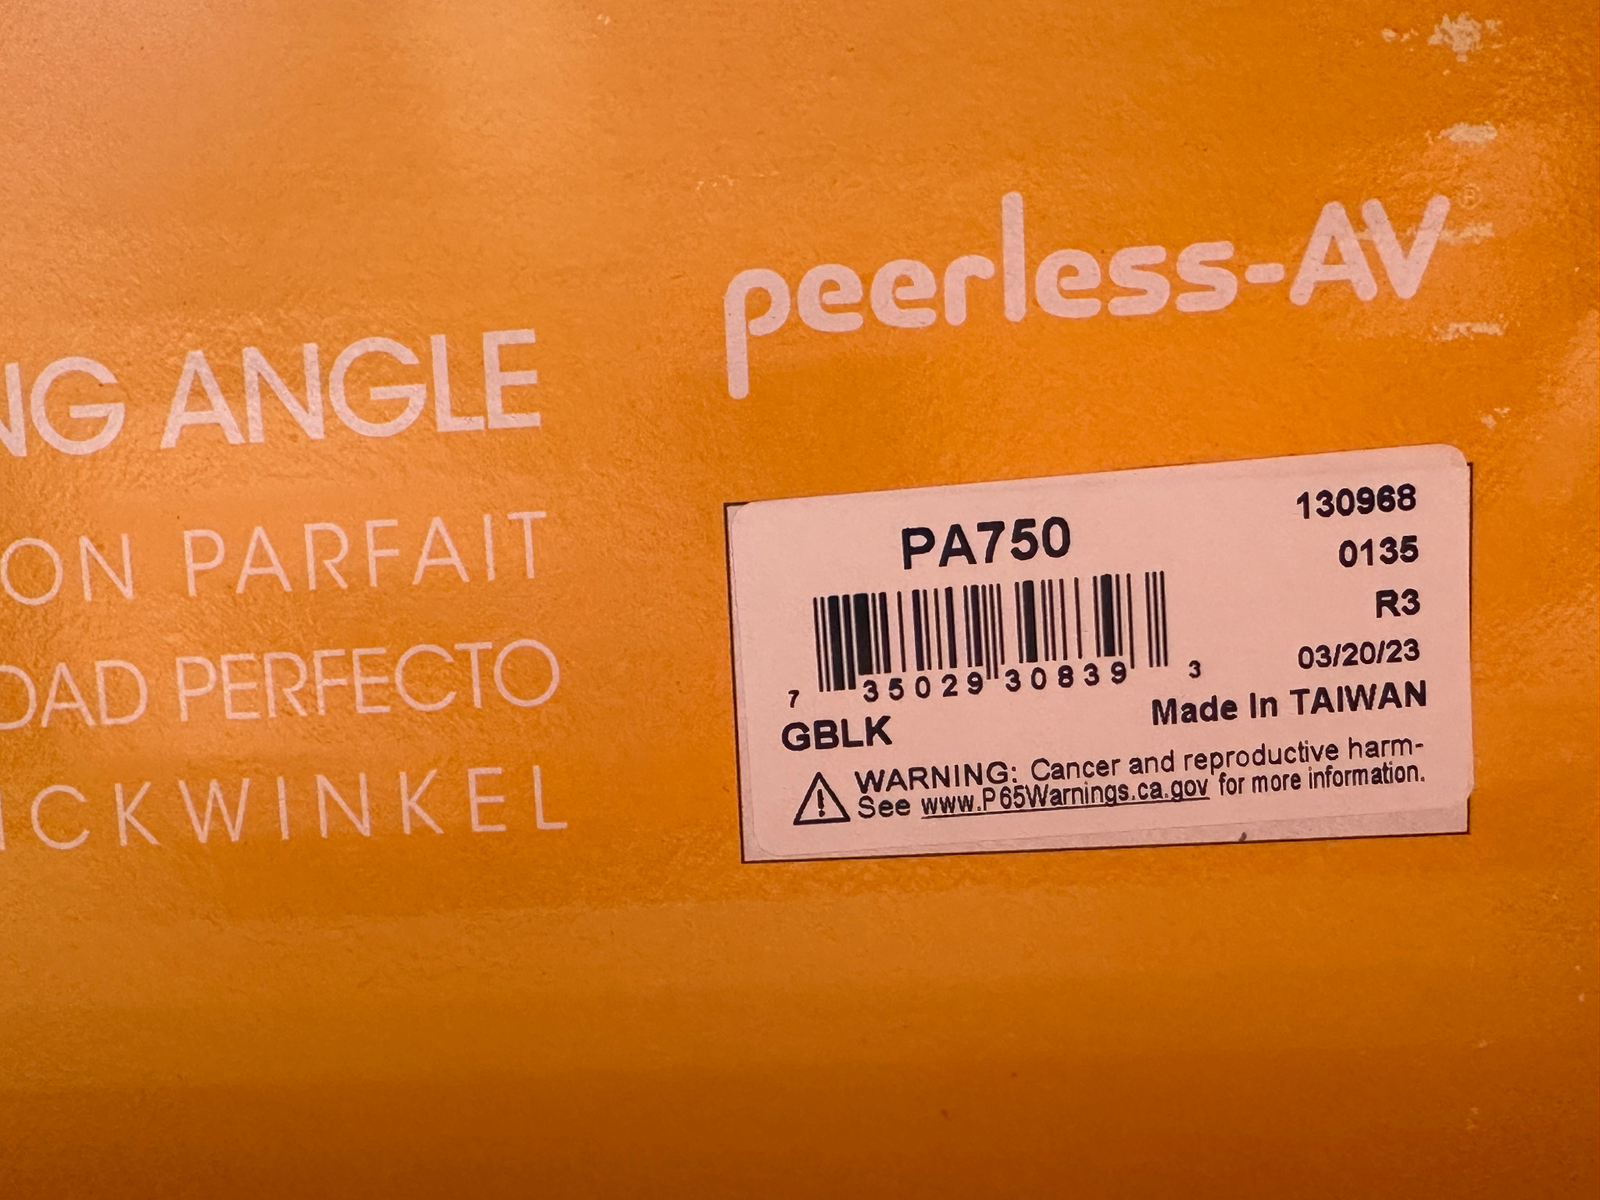 peerless-AV®
NG ANGLE
ON PARFAIT
DAD PERFECTO
ICKWINKEL
PA750
130968
0135
R3
03/20/23
7 35029 30839 3
GBLK
Made In TAIWAN
WARNING: Cancer and reproductive harm-
See www.P65Warnings.ca.gov for more information.